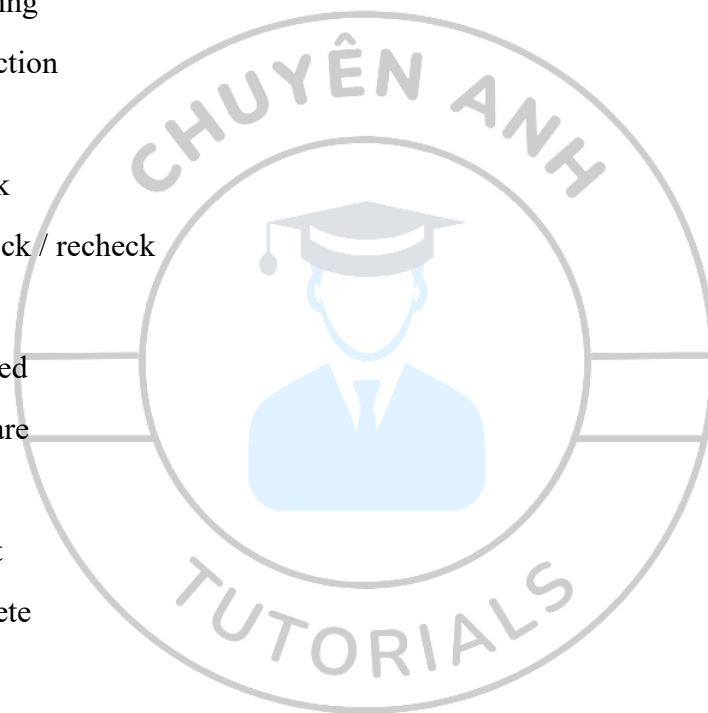 ing
ction
CHUYÊN ANH
k
ck / recheck
ed
are
t
ete
TUTORIALS